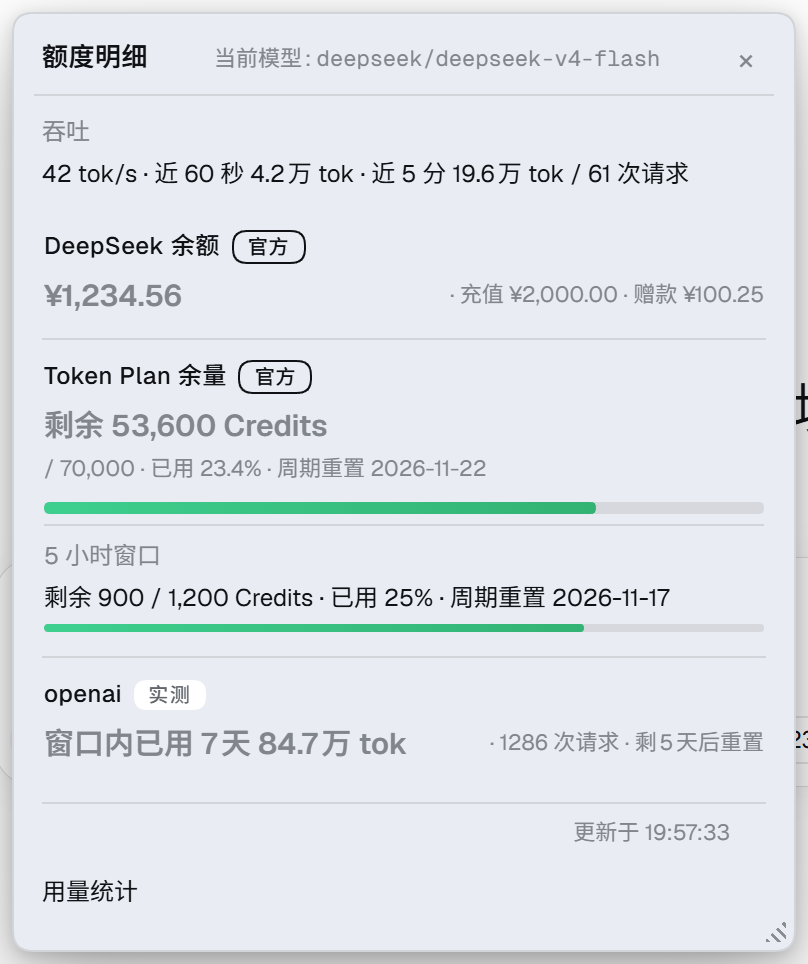 额度明细 当前模型: deepseek/deepseek-v4-flash ×
吞吐
42 tok/s · 近 60 秒 4.2万 tok · 近 5 分 19.6万 tok / 61 次请求
DeepSeek 余额 官方
¥1,234.56 · 充值 ¥2,000.00 · 赠款 ¥100.25
Token Plan 余量 官方
剩余 53,600 Credits
/ 70,000 · 已用 23.4% · 周期重置 2026-11-22
5 小时窗口
剩余 900 / 1,200 Credits · 已用 25% · 周期重置 2026-11-17
openai 实测
窗口内已用 7天 84.7万 tok · 1286 次请求 · 剩5天后重置
更新于 19:57:33
用量统计